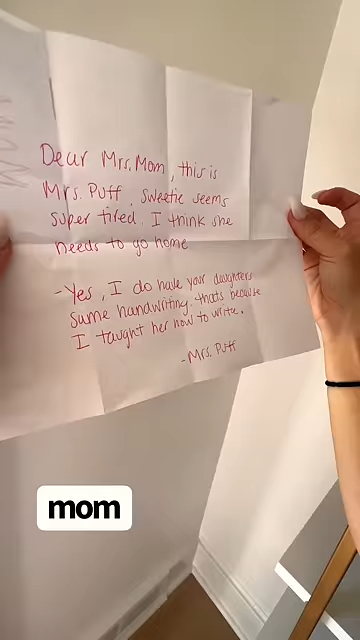 Dear Mrs. Mom, this is
Mrs. Puff. Sweetie seems
super tired. I think she
needs to go home
-Yes, I do have your daughters
same handwriting. thats because
I taught her how to write.
-Mrs. Puff
mom